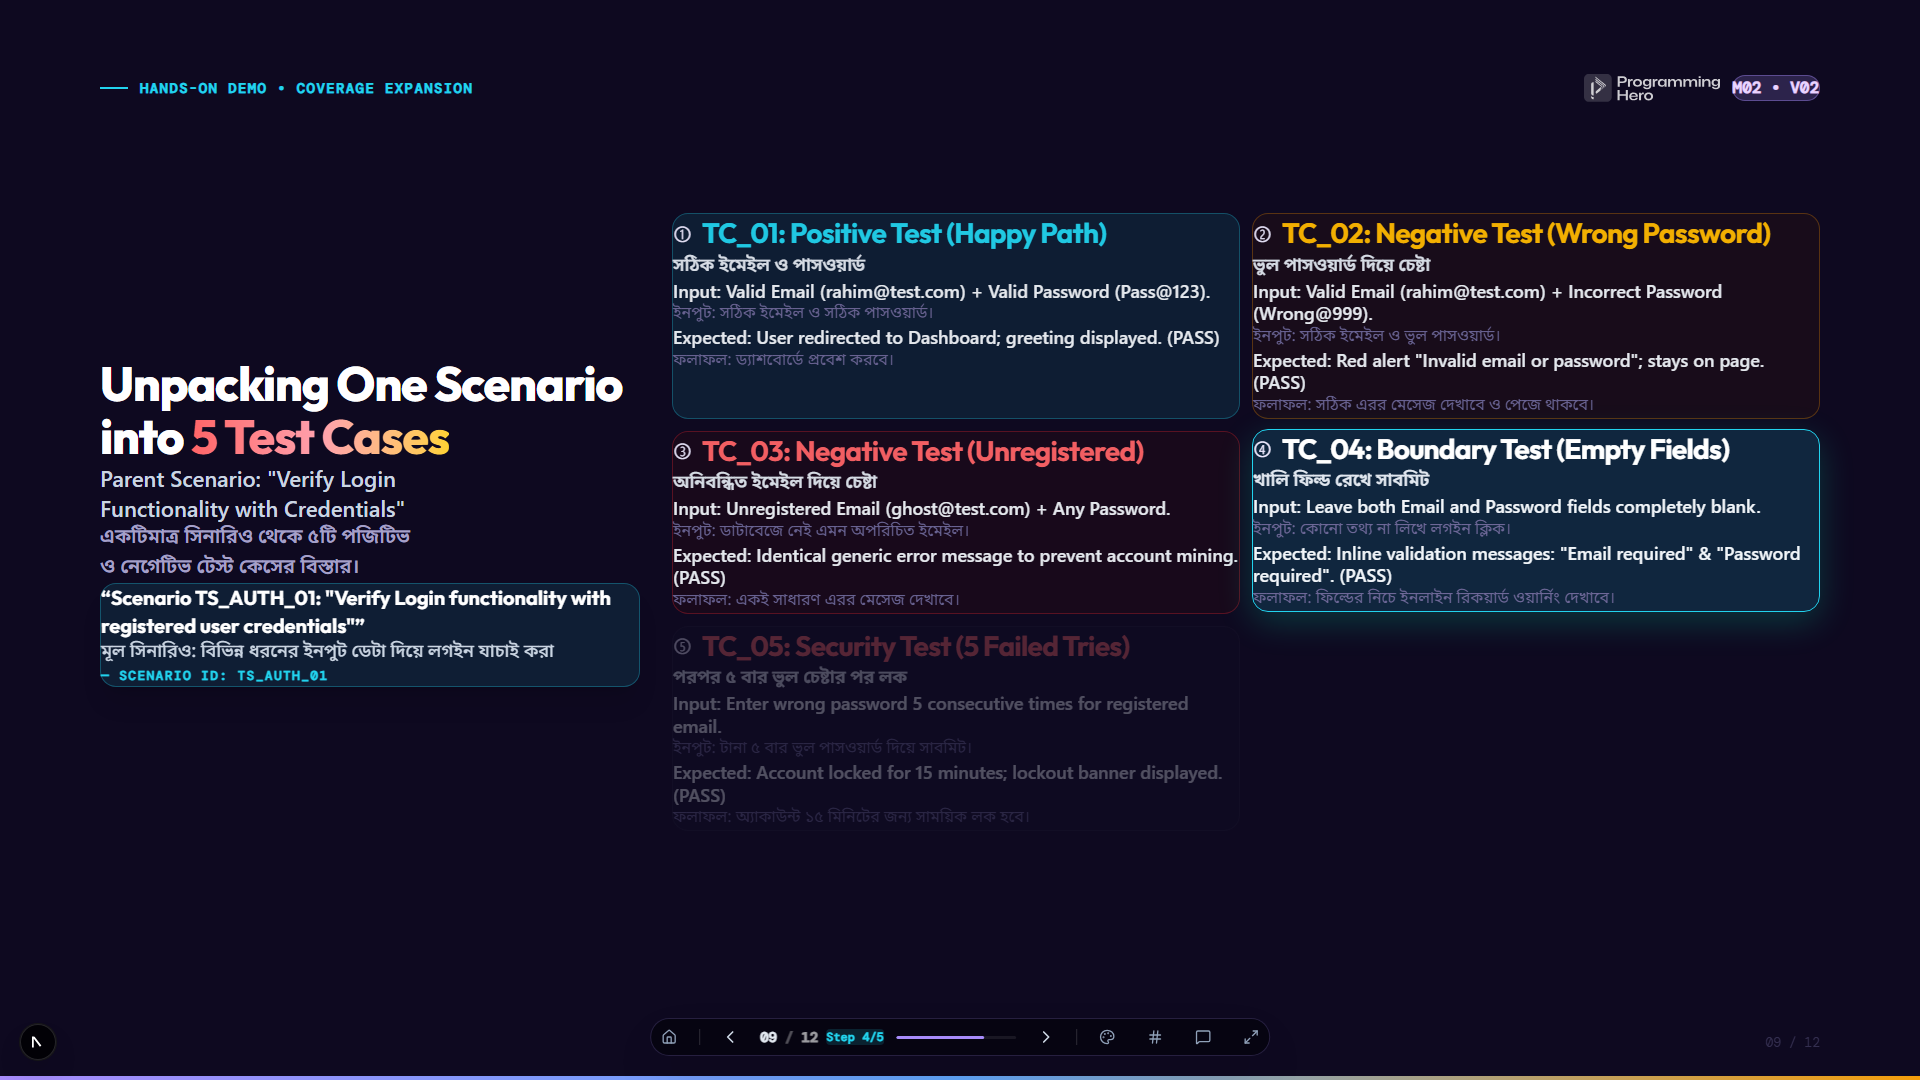 HANDS-ON DEMO • COVERAGE EXPANSION
Programming
Hero
M02 • V02
Unpacking One Scenario
into 5 Test Cases
Parent Scenario: "Verify Login
Functionality with Credentials"
একটিমাত্র সিনারিও থেকে ৫টি পজিটিভ
ও নেগেটিভ টেস্ট কেসের বিস্তার।
“Scenario TS_AUTH_01: "Verify Login functionality with
registered user credentials"”
মূল সিনারিও: বিভিন্ন ধরনের ইনপুট ডেটা দিয়ে লগইন যাচাই করা
— SCENARIO ID: TS_AUTH_01
① TC_01: Positive Test (Happy Path)
সঠিক ইমেইল ও পাসওয়ার্ড
Input: Valid Email (rahim@test.com) + Valid Password (Pass@123).
ইনপুট: সঠিক ইমেইল ও সঠিক পাসওয়ার্ড।
Expected: User redirected to Dashboard; greeting displayed. (PASS)
ফলাফল: ড্যাশবোর্ডে প্রবেশ করবে।
② TC_02: Negative Test (Wrong Password)
ভুল পাসওয়ার্ড দিয়ে চেষ্টা
Input: Valid Email (rahim@test.com) + Incorrect Password
(Wrong@999).
ইনপুট: সঠিক ইমেইল ও ভুল পাসওয়ার্ড।
Expected: Red alert "Invalid email or password"; stays on page.
(PASS)
ফলাফল: সঠিক এরর মেসেজ দেখাবে ও পেজে থাকবে।
③ TC_03: Negative Test (Unregistered)
অনিবন্ধিত ইমেইল দিয়ে চেষ্টা
Input: Unregistered Email (ghost@test.com) + Any Password.
ইনপুট: ডাটাবেজে নেই এমন অপরিচিত ইমেইল।
Expected: Identical generic error message to prevent account mining.
(PASS)
ফলাফল: একই সাধারণ এরর মেসেজ দেখাবে।
④ TC_04: Boundary Test (Empty Fields)
খালি ফিল্ড রেখে সাবমিট
Input: Leave both Email and Password fields completely blank.
ইনপুট: কোনো তথ্য না লিখে লগইন ক্লিক।
Expected: Inline validation messages: "Email required" & "Password
required". (PASS)
ফলাফল: ফিল্ডের নিচে ইনলাইন রিকয়ার্ড ওয়ার্নিং দেখাবে।
⑤ TC_05: Security Test (5 Failed Tries)
পরপর ৫ বার ভুল চেষ্টার পর লক
Input: Enter wrong password 5 consecutive times for registered
email.
ইনপুট: টানা ৫ বার ভুল পাসওয়ার্ড দিয়ে সাবমিট।
Expected: Account locked for 15 minutes; lockout banner displayed.
(PASS)
ফলাফল: অ্যাকাউন্ট ১৫ মিনিটের জন্য সাময়িক লক হবে।
09 / 12 Step 4/5
09 / 12